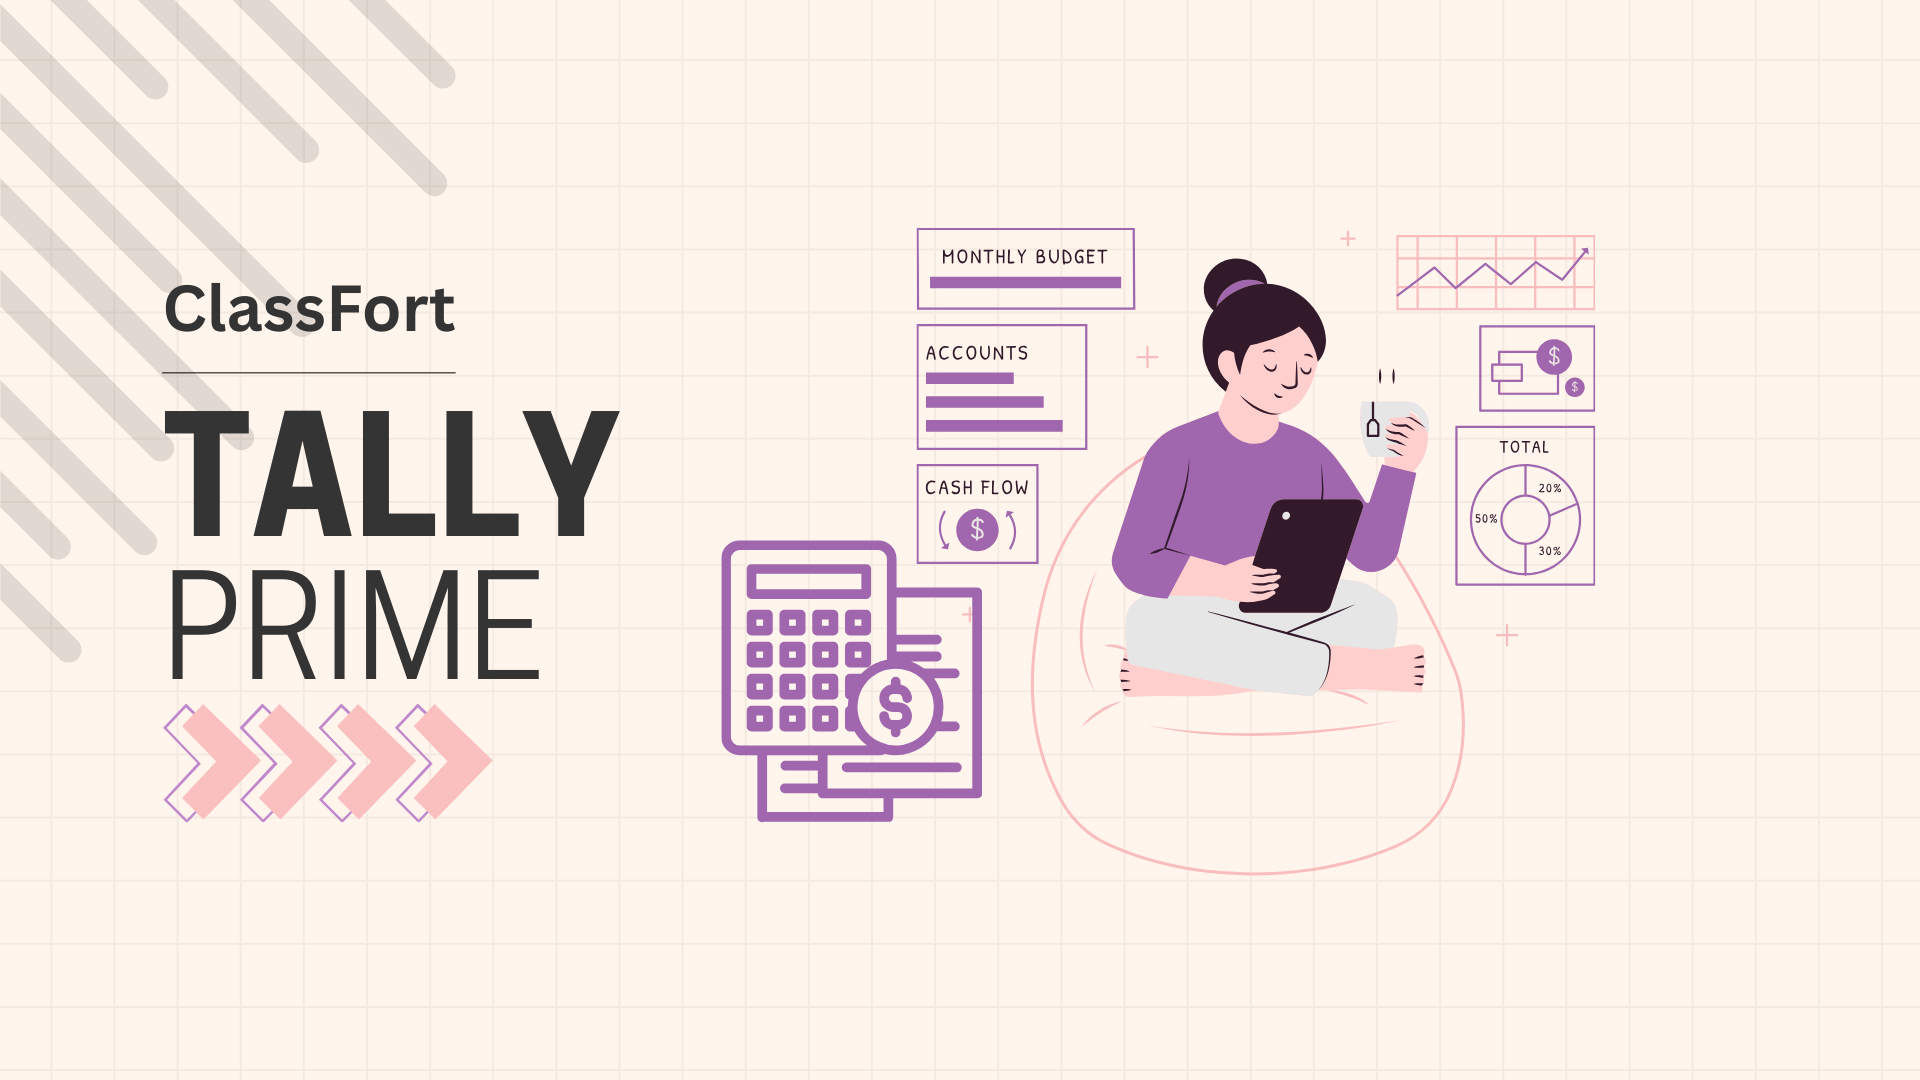 ClassFort
TALLY
PRIME
MONTHLY BUDGET
ACCOUNTS
CASH FLOW
$
$
$
$
TOTAL
20%
50%
30%